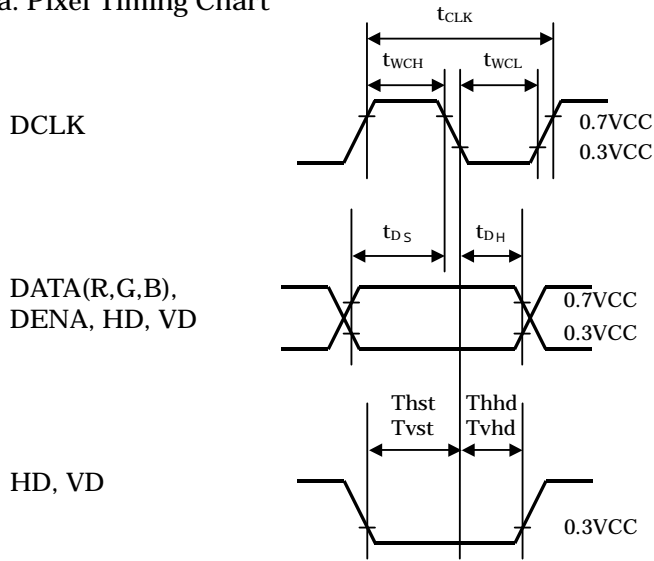 a. Pixel Timing Chart
tCLK
tWCH
tWCL
DCLK
0.7VCC
0.3VCC
tDS
tDH
DATA(R,G,B),
DENA, HD, VD
0.7VCC
0.3VCC
Thst
Thhd
Tvst
Tvhd
HD, VD
0.3VCC